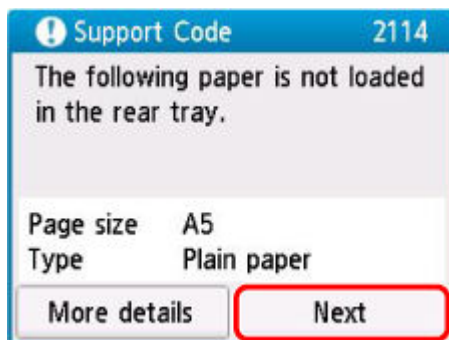 Support Code 2114
The following paper is not loaded
in the rear tray.
Page size A5
Type Plain paper
More details Next